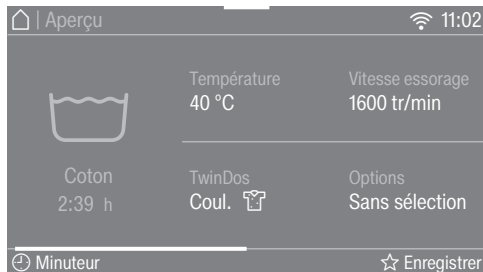 Aperçu 11:02
Température Vitesse essorage
40 °C 1600 tr/min
Coton TwinDos Options
2:39 h Coul. Sans sélection
Minuteur Enregistrer